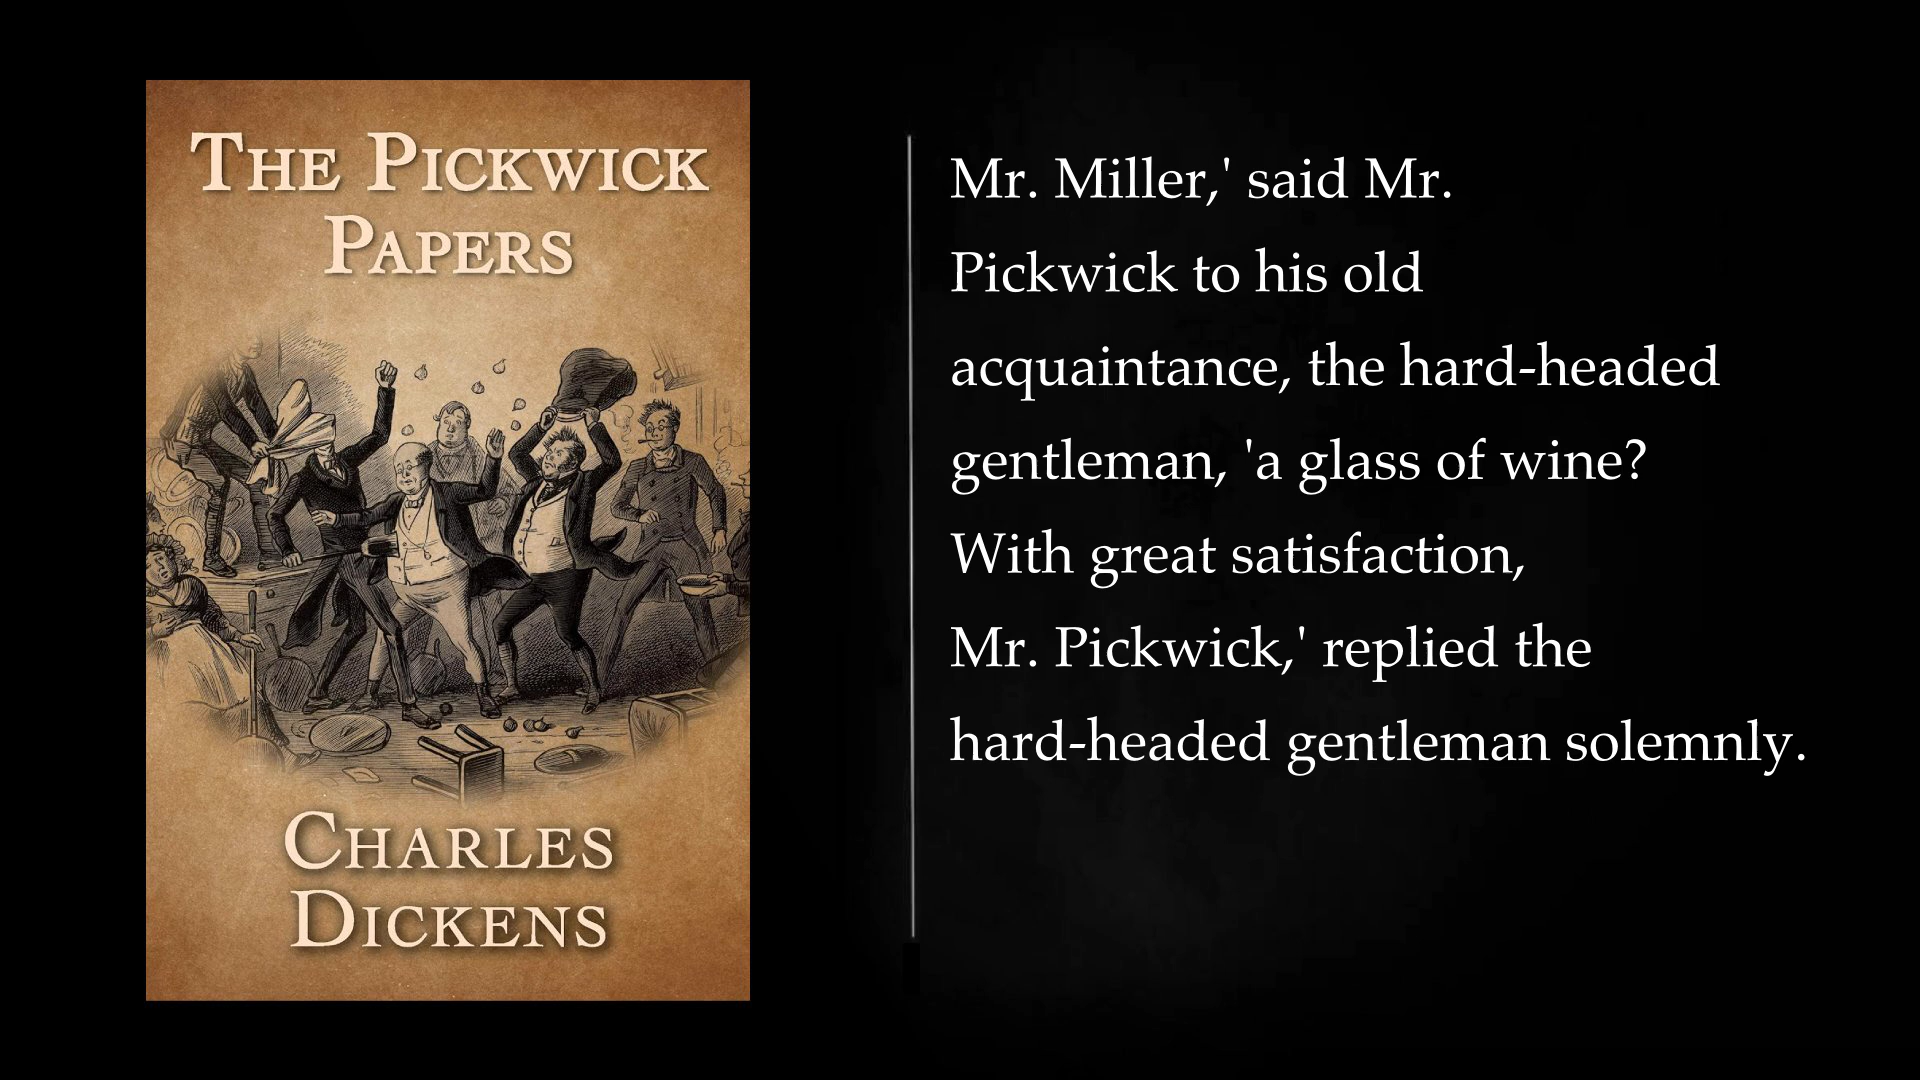 The Pickwick
Papers
Charles
Dickens
Mr. Miller,' said Mr.
Pickwick to his old
acquaintance, the hard-headed
gentleman, 'a glass of wine?
With great satisfaction,
Mr. Pickwick,' replied the
hard-headed gentleman solemnly.